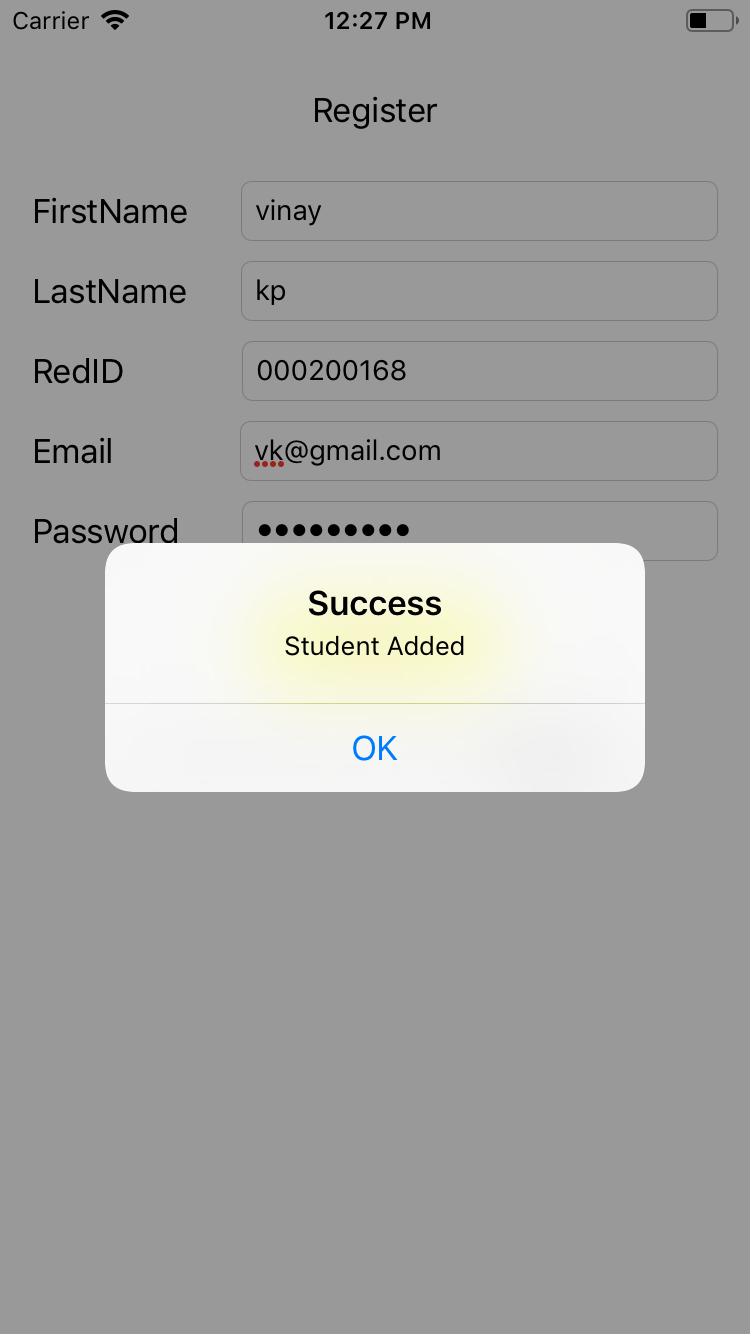 Carrier 12:27 PM
Register
FirstName vinay
LastName kp
RedID 000200168
Email vk@gmail.com
Password •••••••••
Success
Student Added
OK